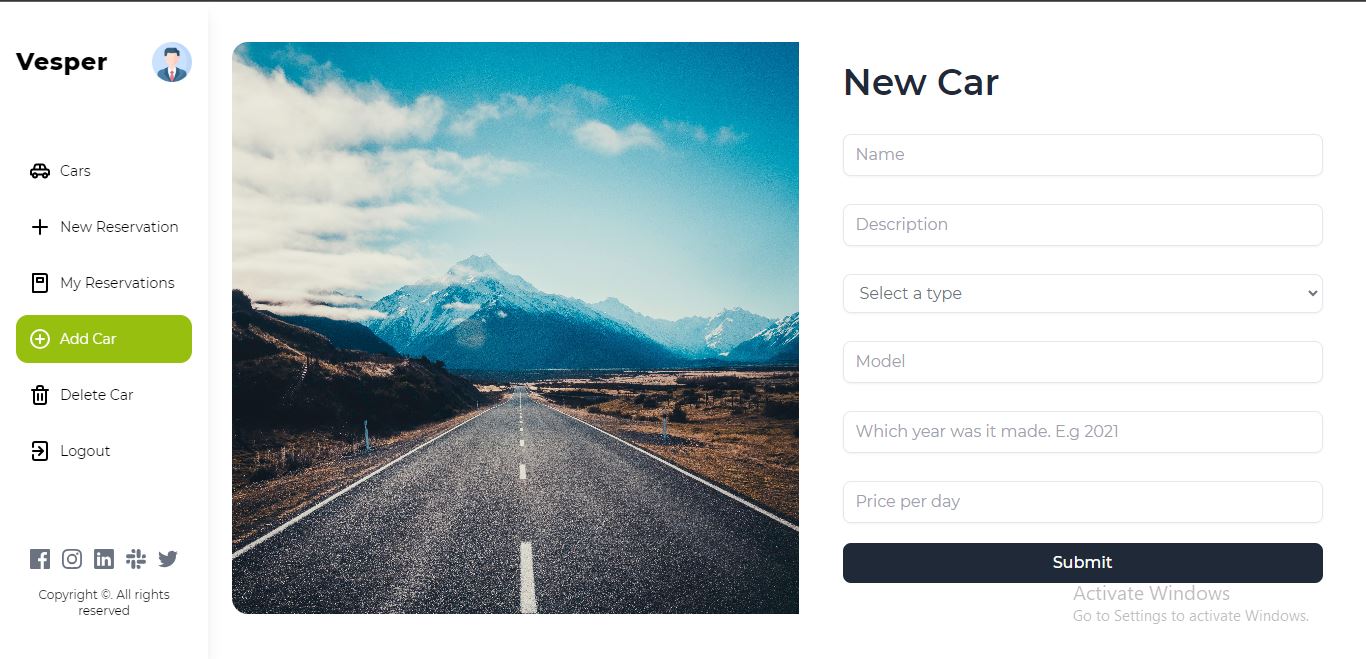 Vesper
Cars
New Reservation
My Reservations
Add Car
Delete Car
Logout
Copyright ©. All rights
reserved
New Car
Name
Description
Select a type
Model
Which year was it made. E.g 2021
Price per day
Submit
Activate Windows
Go to Settings to activate Windows.